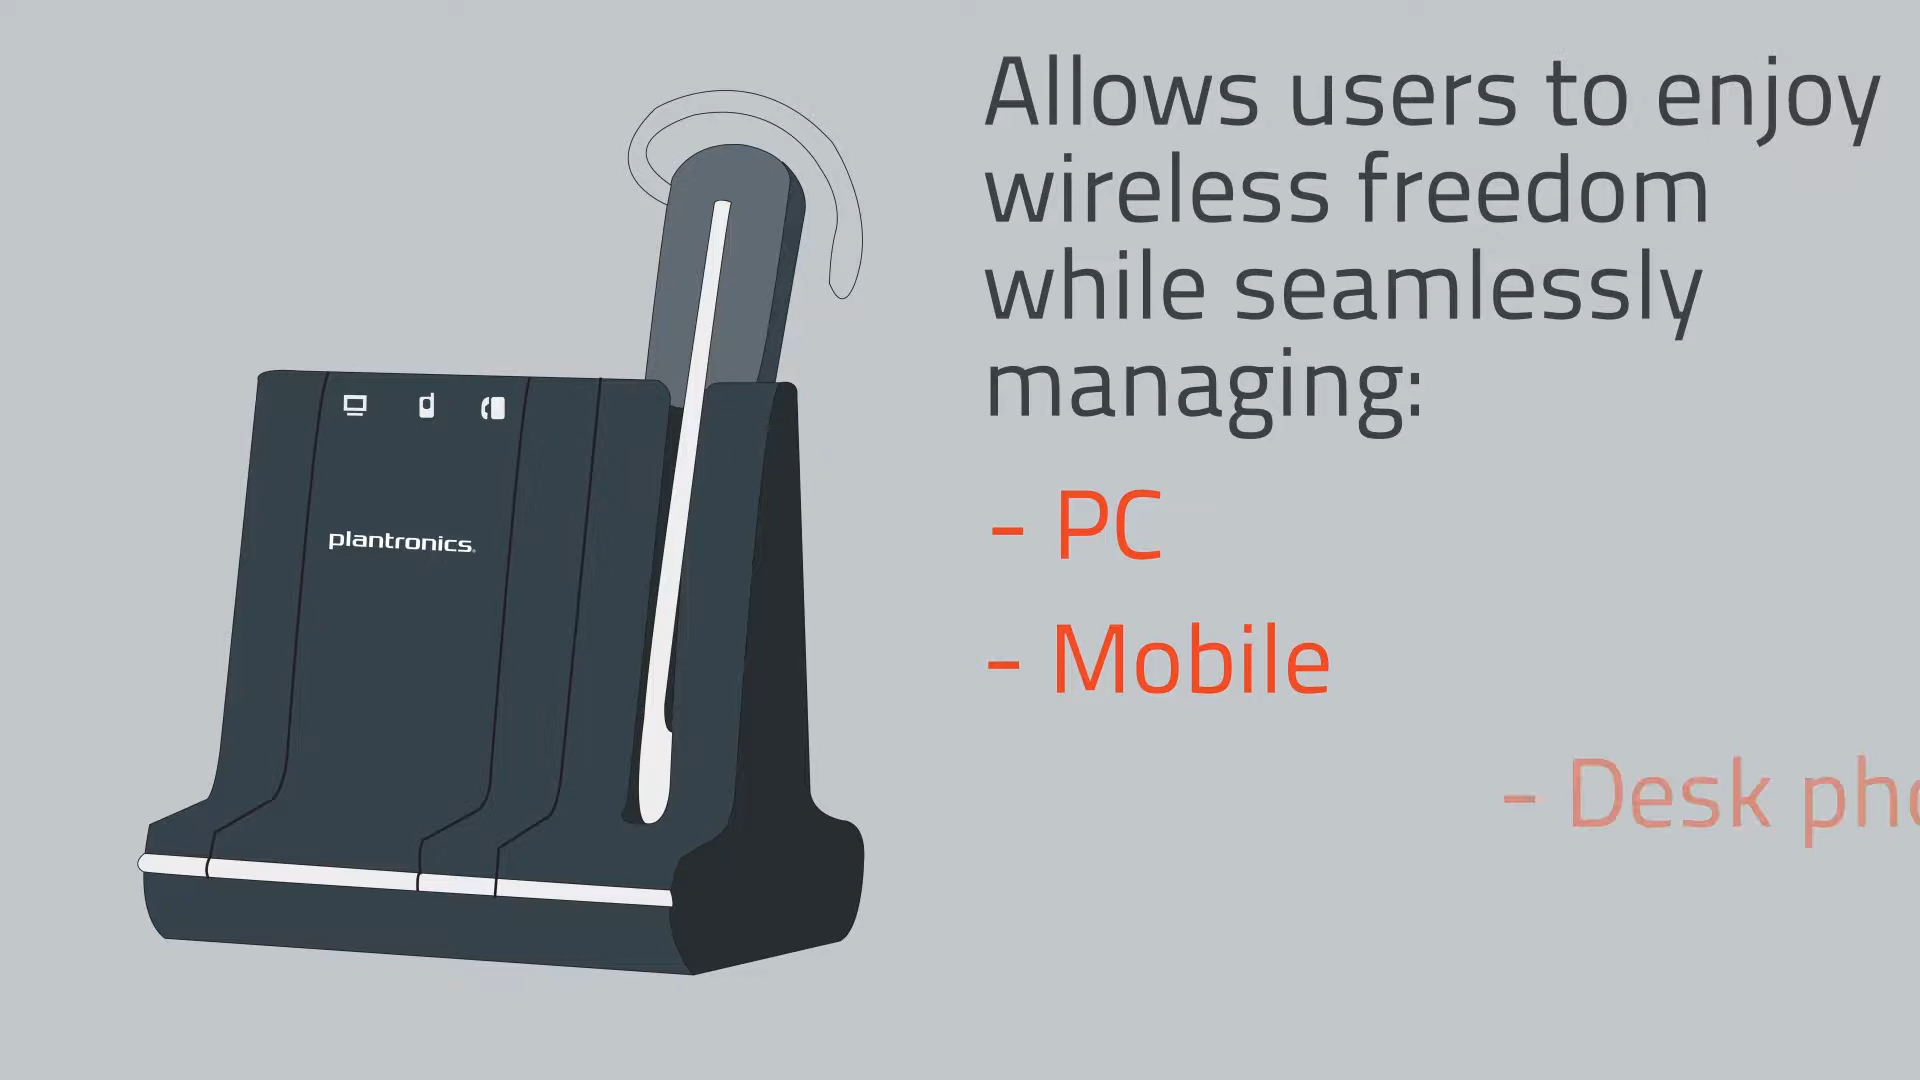 Allows users to enjoy
wireless freedom
while seamlessly
managing:
- PC
- Mobile
- Desk
plantronics